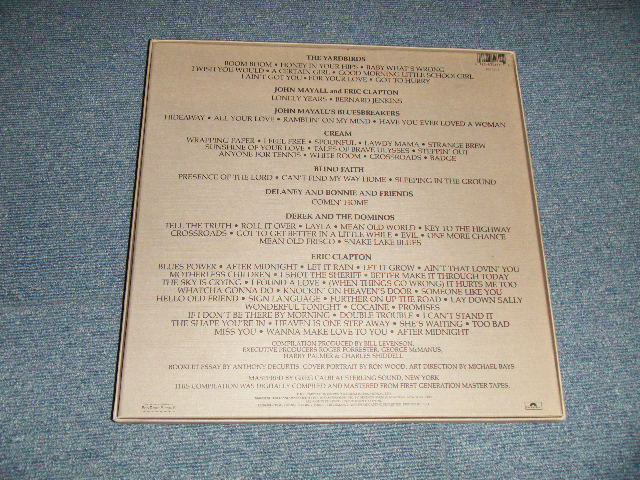 THE YARDBIRDS
BOOM BOOM • HONEY IN YOUR HIPS • BABY WHAT'S WRONG
I WISH YOU WOULD • A CERTAIN GIRL • GOOD MORNING LITTLE SCHOOL GIRL
I AIN'T GOT YOU • FOR YOUR LOVE • GOT TO HURRY
JOHN MAYALL and ERIC CLAPTON
LONELY YEARS • BERNARD JENKINS
JOHN MAYALL'S BLUESBREAKERS
HIDEAWAY • ALL YOUR LOVE • RAMBLIN' ON MY MIND • HAVE YOU EVER LOVED A WOMAN
CREAM
WRAPPING PAPER • I FEEL FREE • SPOONFUL • LAWDY MAMA • STRANGE BREW
SUNSHINE OF YOUR LOVE • TALES OF BRAVE ULYSSES • STEPPIN' OUT
ANYONE FOR TENNIS • WHITE ROOM • CROSSROADS • BADGE
BLIND FAITH
PRESENCE OF THE LORD • CAN'T FIND MY WAY HOME • SLEEPING IN THE GROUND
DELANEY AND BONNIE AND FRIENDS
COMIN' HOME
DEREK AND THE DOMINOS
TELL THE TRUTH • ROLL IT OVER • LAYLA • MEAN OLD WORLD • KEY TO THE HIGHWAY
CROSSROADS • GOT TO GET BETTER IN A LITTLE WHILE • EVIL • ONE MORE CHANCE
MEAN OLD FRISCO • SNAKE LAKE BLUES
ERIC CLAPTON
BLUES POWER • AFTER MIDNIGHT • LET IT RAIN • LET IT GROW • AIN'T THAT LOVIN' YOU
MOTHERLESS CHILDREN • I SHOT THE SHERIFF • BETTER MAKE IT THROUGH TODAY
THE SKY IS CRYING • I FOUND A LOVE • (WHEN THINGS GO WRONG) IT HURTS ME TOO
WHATCHA GONNA DO • KNOCKIN' ON HEAVEN'S DOOR • SOMEONE LIKE YOU
HELLO OLD FRIEND • SIGN LANGUAGE • FURTHER ON UP THE ROAD • LAY DOWN SALLY
WONDERFUL TONIGHT • COCAINE • PROMISES
IF I DON'T BE THERE BY MORNING • DOUBLE TROUBLE • I CAN'T STAND IT
THE SHAPE YOU'RE IN • HEAVEN IS ONE STEP AWAY • SHE'S WAITING • TOO BAD
MISS YOU • WANNA MAKE LOVE TO YOU • AFTER MIDNIGHT
COMPILATION PRODUCED BY BILL LEVENSON.
EXECUTIVE PRODUCERS ROGER FORRESTER, GEORGE McMANUS,
HARRY PALMER & CHARLES SHIDDELL
BOOKLET ESSAY BY ANTHONY DECURTIS. COVER PORTRAIT BY RON WOOD. ART DIRECTION BY MICHAEL BAYS
MASTERED BY GREG CALBI AT STERLING SOUND, NEW YORK
THIS COMPILATION WAS DIGITALLY COMPILED AND MASTERED FROM FIRST GENERATION MASTER TAPES.